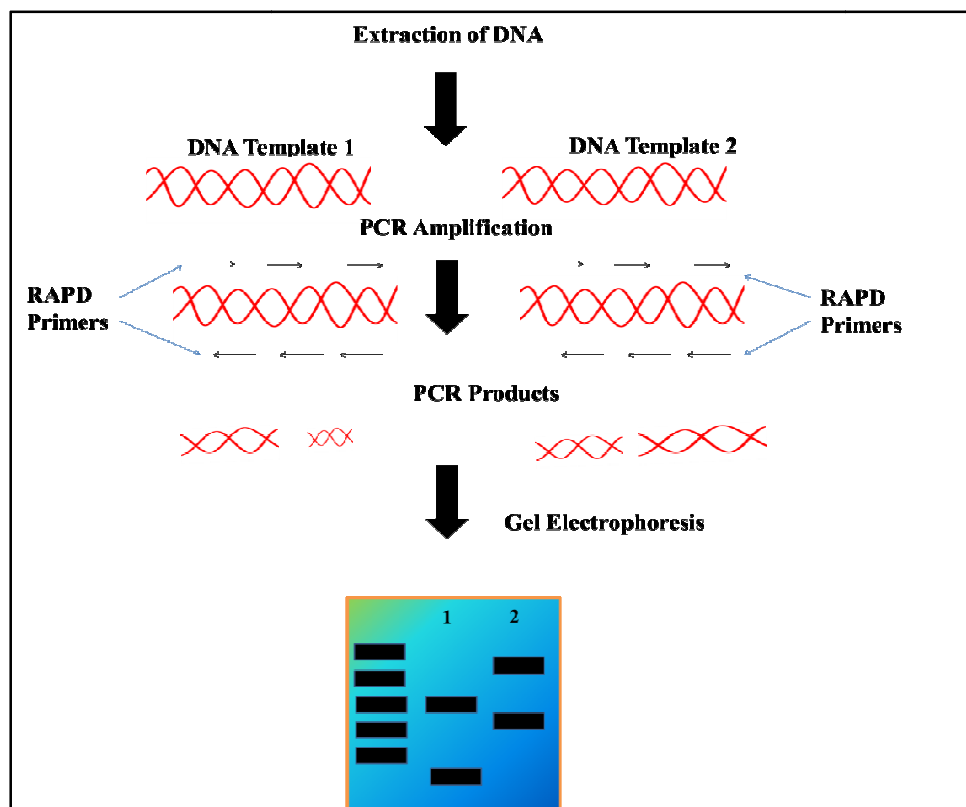 Extraction of DNA
DNA Template 1
DNA Template 2
PCR Amplification
RAPD
Primers
RAPD
Primers
PCR Products
Gel Electrophoresis
1
2